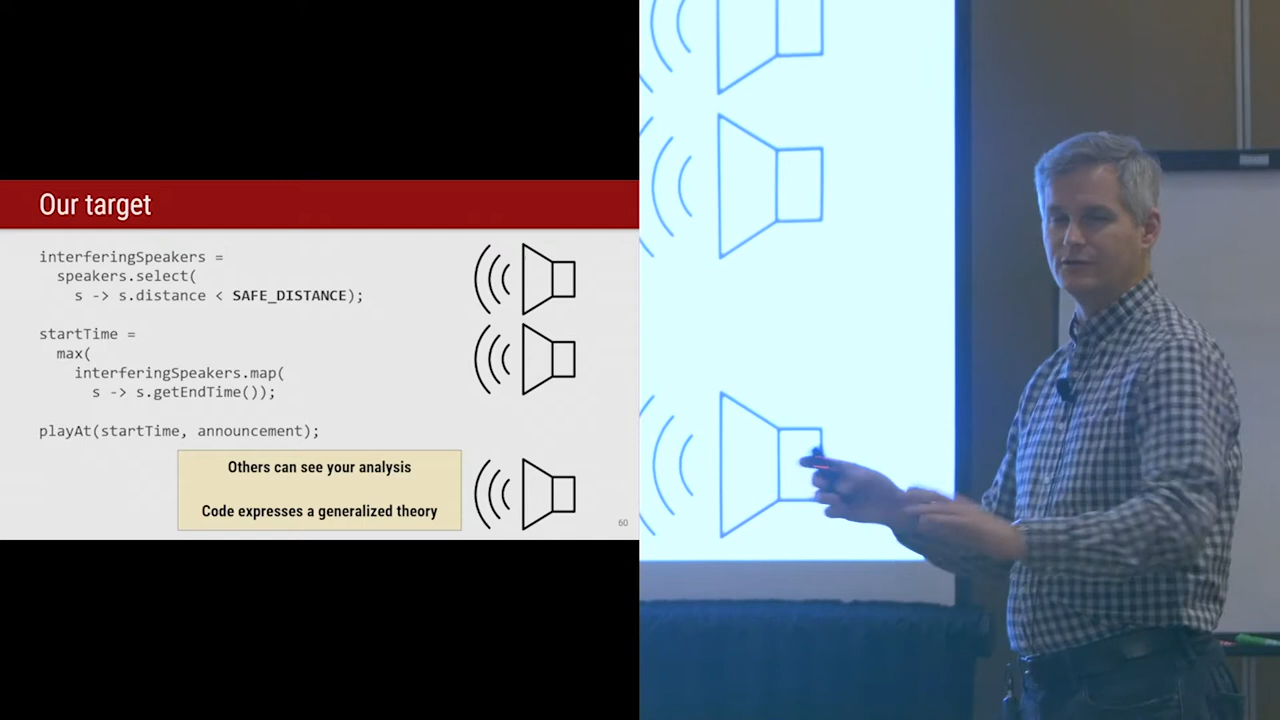 Our target
interferingSpeakers =
speakers.select(
s -> s.distance < SAFE_DISTANCE);
startTime =
max(
interferingSpeakers.map(
s -> s.getEndTime());
playAt(startTime, announcement);
Others can see your analysis
Code expresses a generalized theory
60